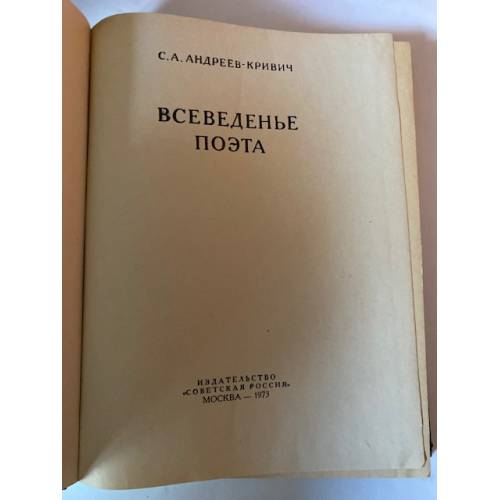 С. А. АНДРЕЕВ-КРИВИЧ
ВСЕВЕДЕНЬЕ
ПОЭТА
ИЗДАТЕЛЬСТВО
«СОВЕТСКАЯ РОССИЯ»
МОСКВА — 1973